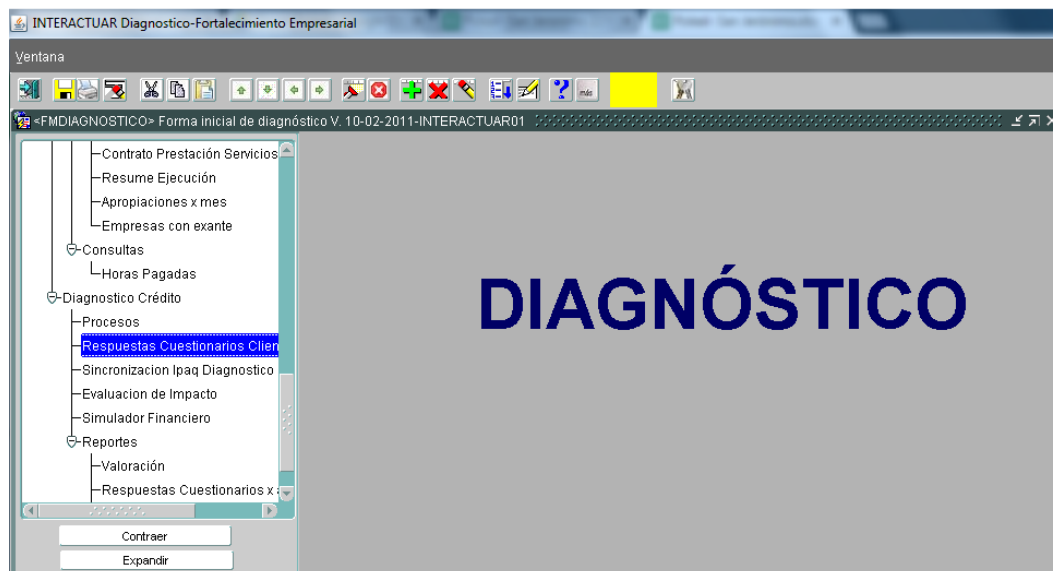 INTERACTUAR Diagnostico-Fortalecimiento Empresarial
Ventana
más
<FMDIAGNOSTICO> Forma inicial de diagnóstico V. 10-02-2011-INTERACTUAR01
Contrato Prestación Servicios
Resume Ejecución
Apropiaciones x mes
Empresas con exante
Consultas
Horas Pagadas
Diagnostico Crédito
Procesos
Respuestas Cuestionarios Clien
Sincronizacion Ipaq Diagnostico
Evaluacion de Impacto
Simulador Financiero
Reportes
Valoración
Respuestas Cuestionarios x
Contraer
Expandir
DIAGNÓSTICO